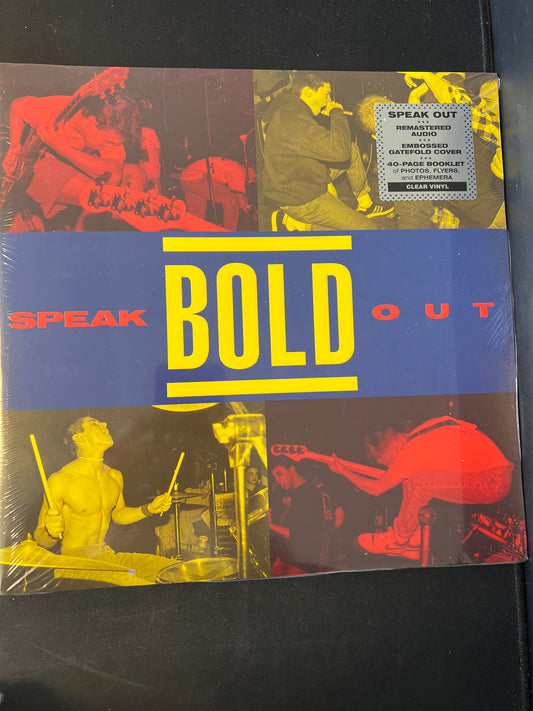 SPEAK OUT
REMASTERED
AUDIO
EMBOSSED
GATEFOLD COVER
40-PAGE BOOKLET
of PHOTOS, FLYERS,
and EPHEMERA
CLEAR VINYL
SPEAK BOLD OUT